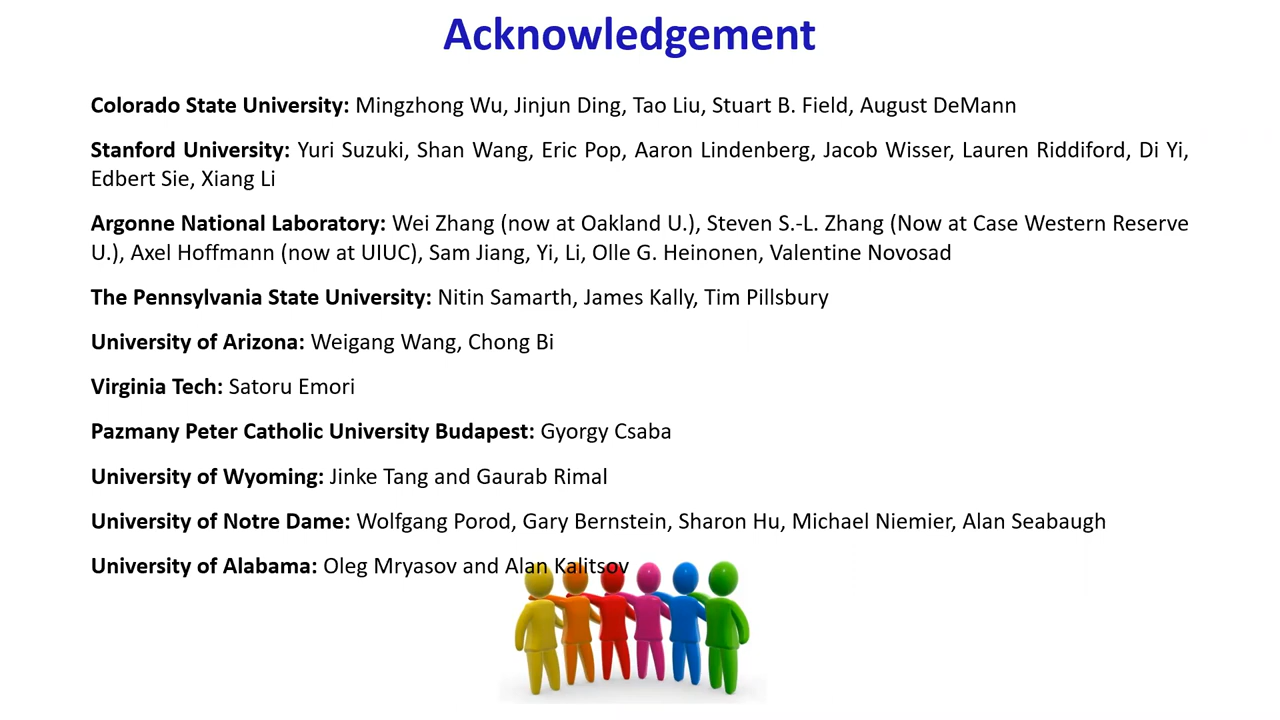 Acknowledgement
Colorado State University: Mingzhong Wu, Jinjun Ding, Tao Liu, Stuart B. Field, August DeMann
Stanford University: Yuri Suzuki, Shan Wang, Eric Pop, Aaron Lindenberg, Jacob Wisser, Lauren Riddiford, Di Yi,
Edbert Sie, Xiang Li
Argonne National Laboratory: Wei Zhang (now at Oakland U.), Steven S.-L. Zhang (Now at Case Western Reserve
U.), Axel Hoffmann (now at UIUC), Sam Jiang, Yi, Li, Olle G. Heinonen, Valentine Novosad
The Pennsylvania State University: Nitin Samarth, James Kally, Tim Pillsbury
University of Arizona: Weigang Wang, Chong Bi
Virginia Tech: Satoru Emori
Pazmany Peter Catholic University Budapest: Gyorgy Csaba
University of Wyoming: Jinke Tang and Gaurab Rimal
University of Notre Dame: Wolfgang Porod, Gary Bernstein, Sharon Hu, Michael Niemier, Alan Seabaugh
University of Alabama: Oleg Mryasov and Alan Kalitsov